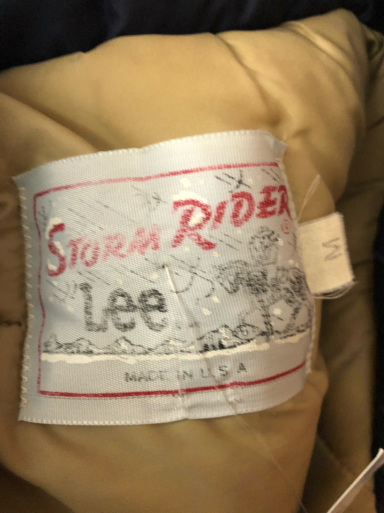 STORM RIDER ®
Lee
MADE IN U.S.A
M